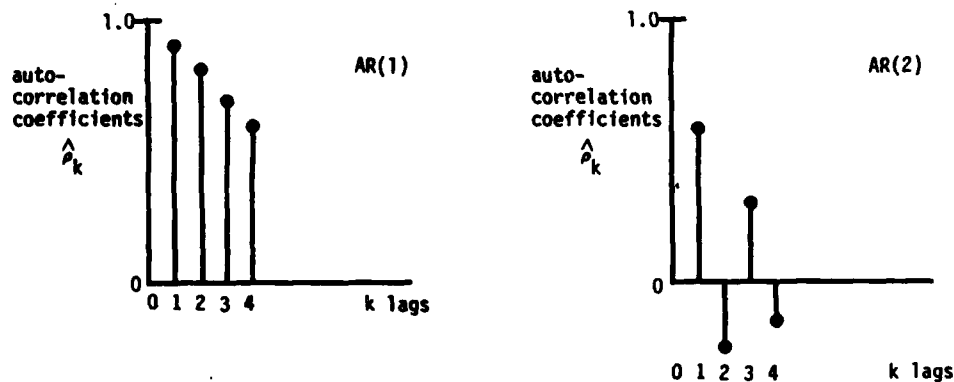 1.0
auto-
correlation
coefficients
ρ̂k
AR(1)
0
0 1 2 3 4 k lags
1.0
auto-
correlation
coefficients
ρ̂k
AR(2)
0
0 1 2 3 4 k lags